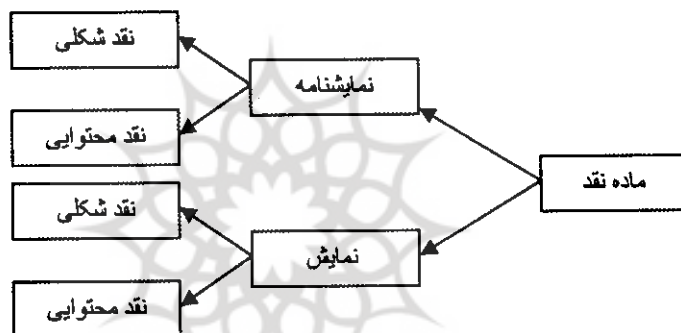 نقد شکلی
نمایشنامه
نقد محتوایی
ماده نقد
نقد شکلی
نمایش
نقد محتوایی